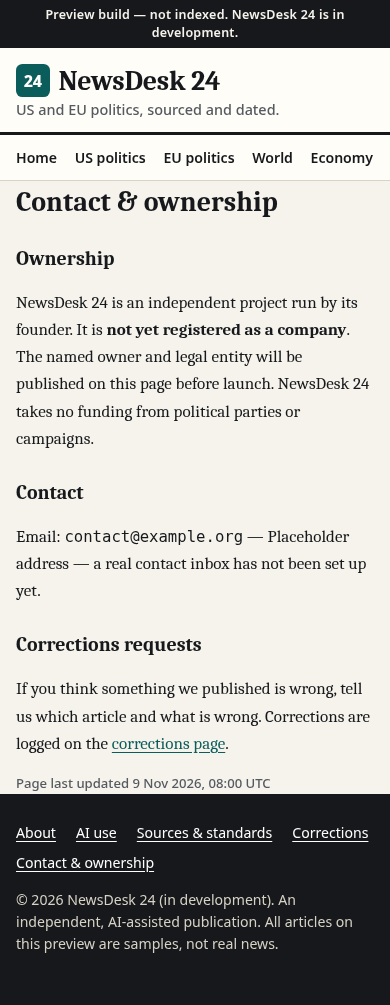 Preview build — not indexed. NewsDesk 24 is in
development.
24 NewsDesk 24
US and EU politics, sourced and dated.
Home US politics EU politics World Economy
Contact & ownership
Ownership
NewsDesk 24 is an independent project run by its
founder. It is not yet registered as a company.
The named owner and legal entity will be
published on this page before launch. NewsDesk 24
takes no funding from political parties or
campaigns.
Contact
Email: contact@example.org — Placeholder
address — a real contact inbox has not been set up
yet.
Corrections requests
If you think something we published is wrong, tell
us which article and what is wrong. Corrections are
logged on the corrections page.
Page last updated 9 Nov 2026, 08:00 UTC
About AI use Sources & standards Corrections
Contact & ownership
© 2026 NewsDesk 24 (in development). An
independent, AI-assisted publication. All articles on
this preview are samples, not real news.